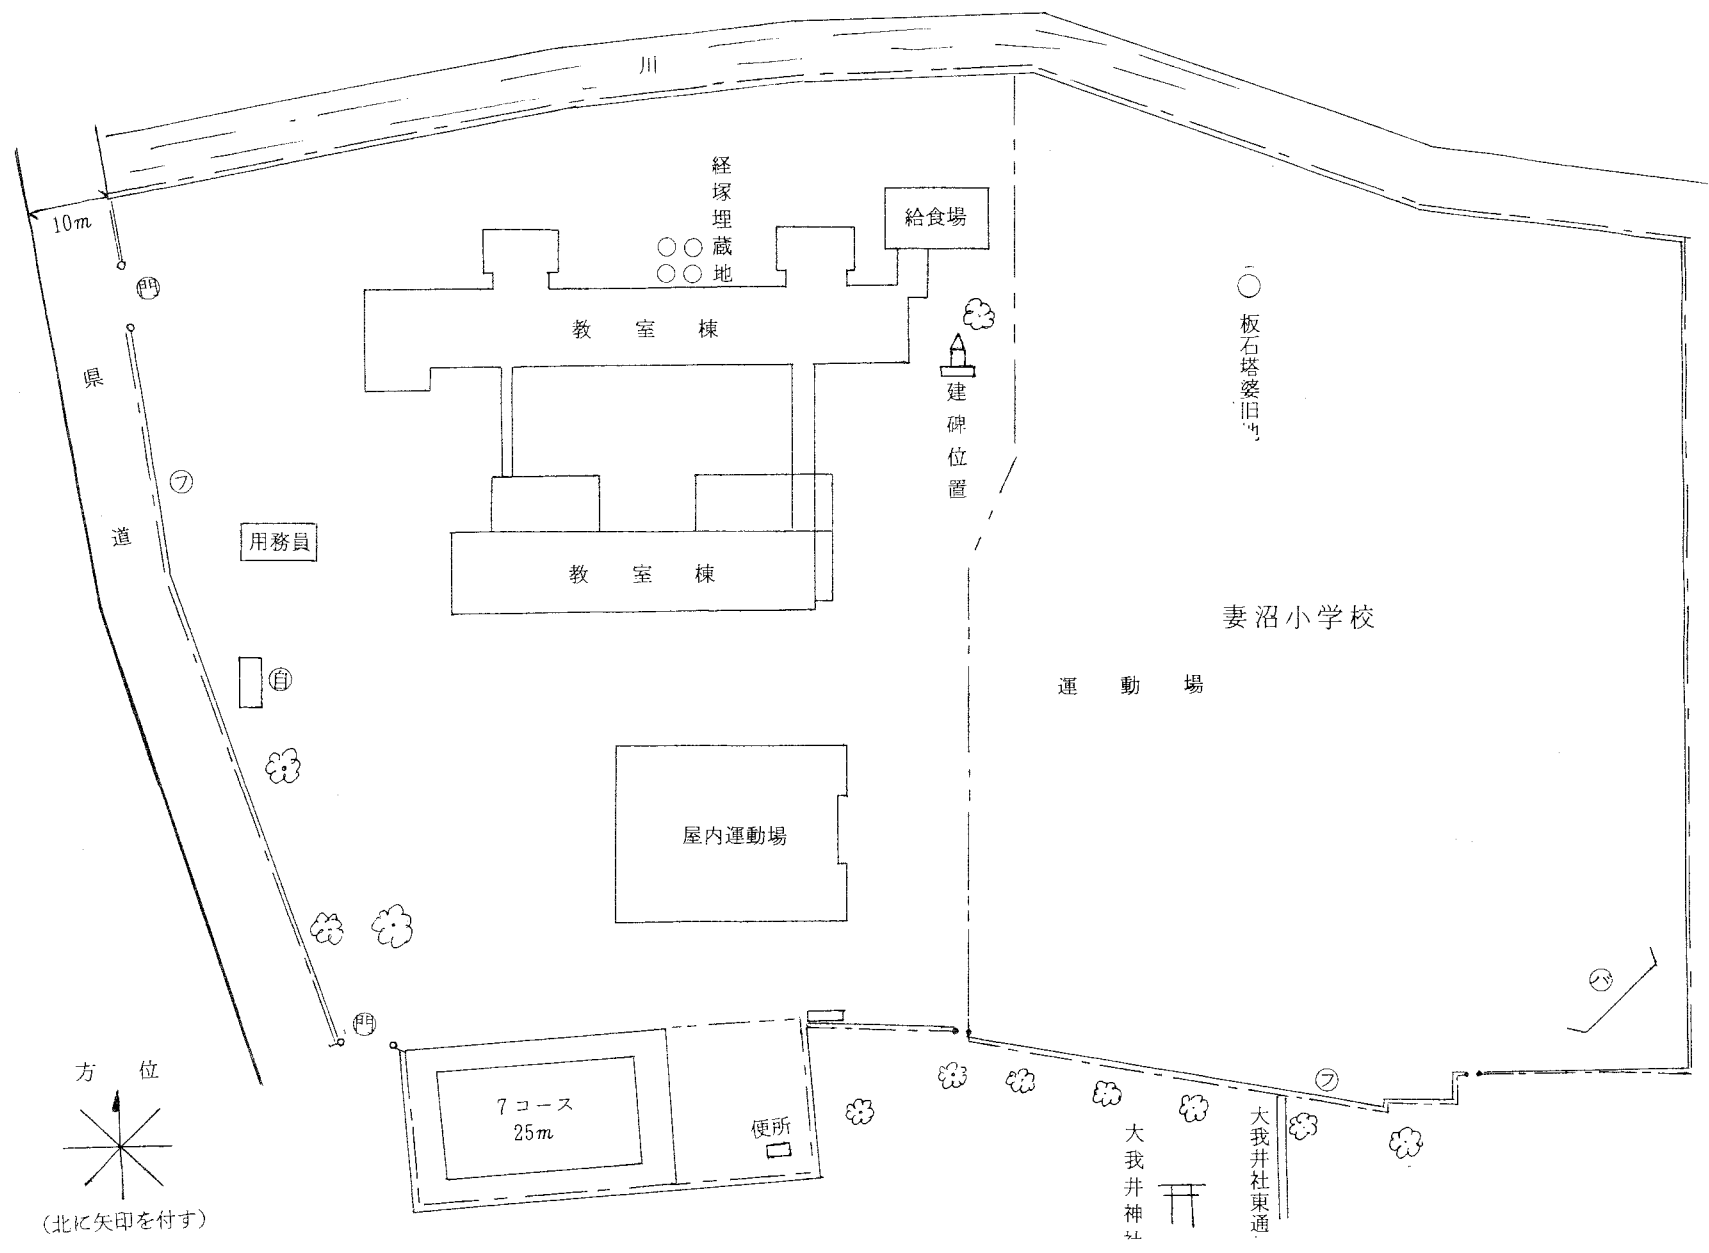 川
10m
経塚埋蔵地
給食場
門
教室棟
県道
建碑位置
板石塔婆旧
フ
用務員
教室棟
妻沼小学校
自
運動場
屋内運動場
バ
門
方位
7コース
25m
便所
フ
大我井神社
大我井社東通
(北に矢印を付す)